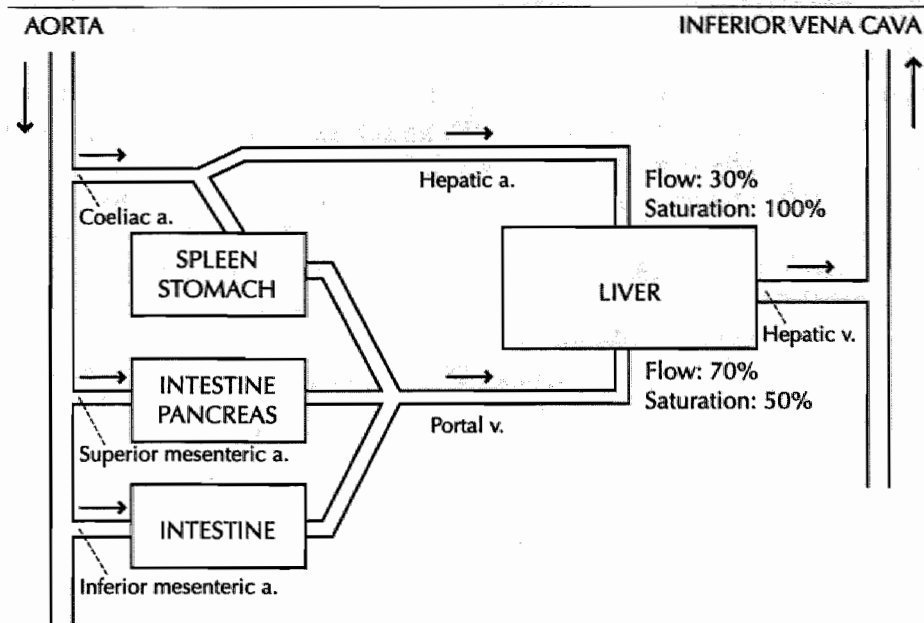 AORTA
INFERIOR VENA CAVA
Hepatic a.
Flow: 30%
Saturation: 100%
Coeliac a.
SPLEEN
STOMACH
LIVER
Hepatic v.
INTESTINE
PANCREAS
Flow: 70%
Saturation: 50%
Portal v.
Superior mesenteric a.
INTESTINE
Inferior mesenteric a.